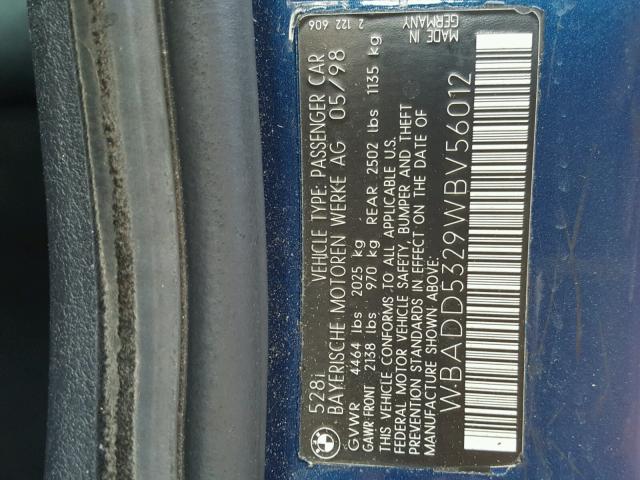 528i VEHICLE TYPE: PASSENGER CAR
BAYERISCHE MOTOREN WERKE AG 05/98
GVWR 4464 lbs 2025 kg
GAWR-FRONT 2138 lbs 970 kg REAR 2502 lbs 1135 kg
THIS VEHICLE CONFORMS TO ALL APPLICABLE U.S.
FEDERAL MOTOR VEHICLE SAFETY, BUMPER AND THEFT
PREVENTION STANDARDS IN EFFECT ON THE DATE OF
MANUFACTURE SHOWN ABOVE.
WBADD5329WBV56012
2 122 606
MADE IN
GERMANY